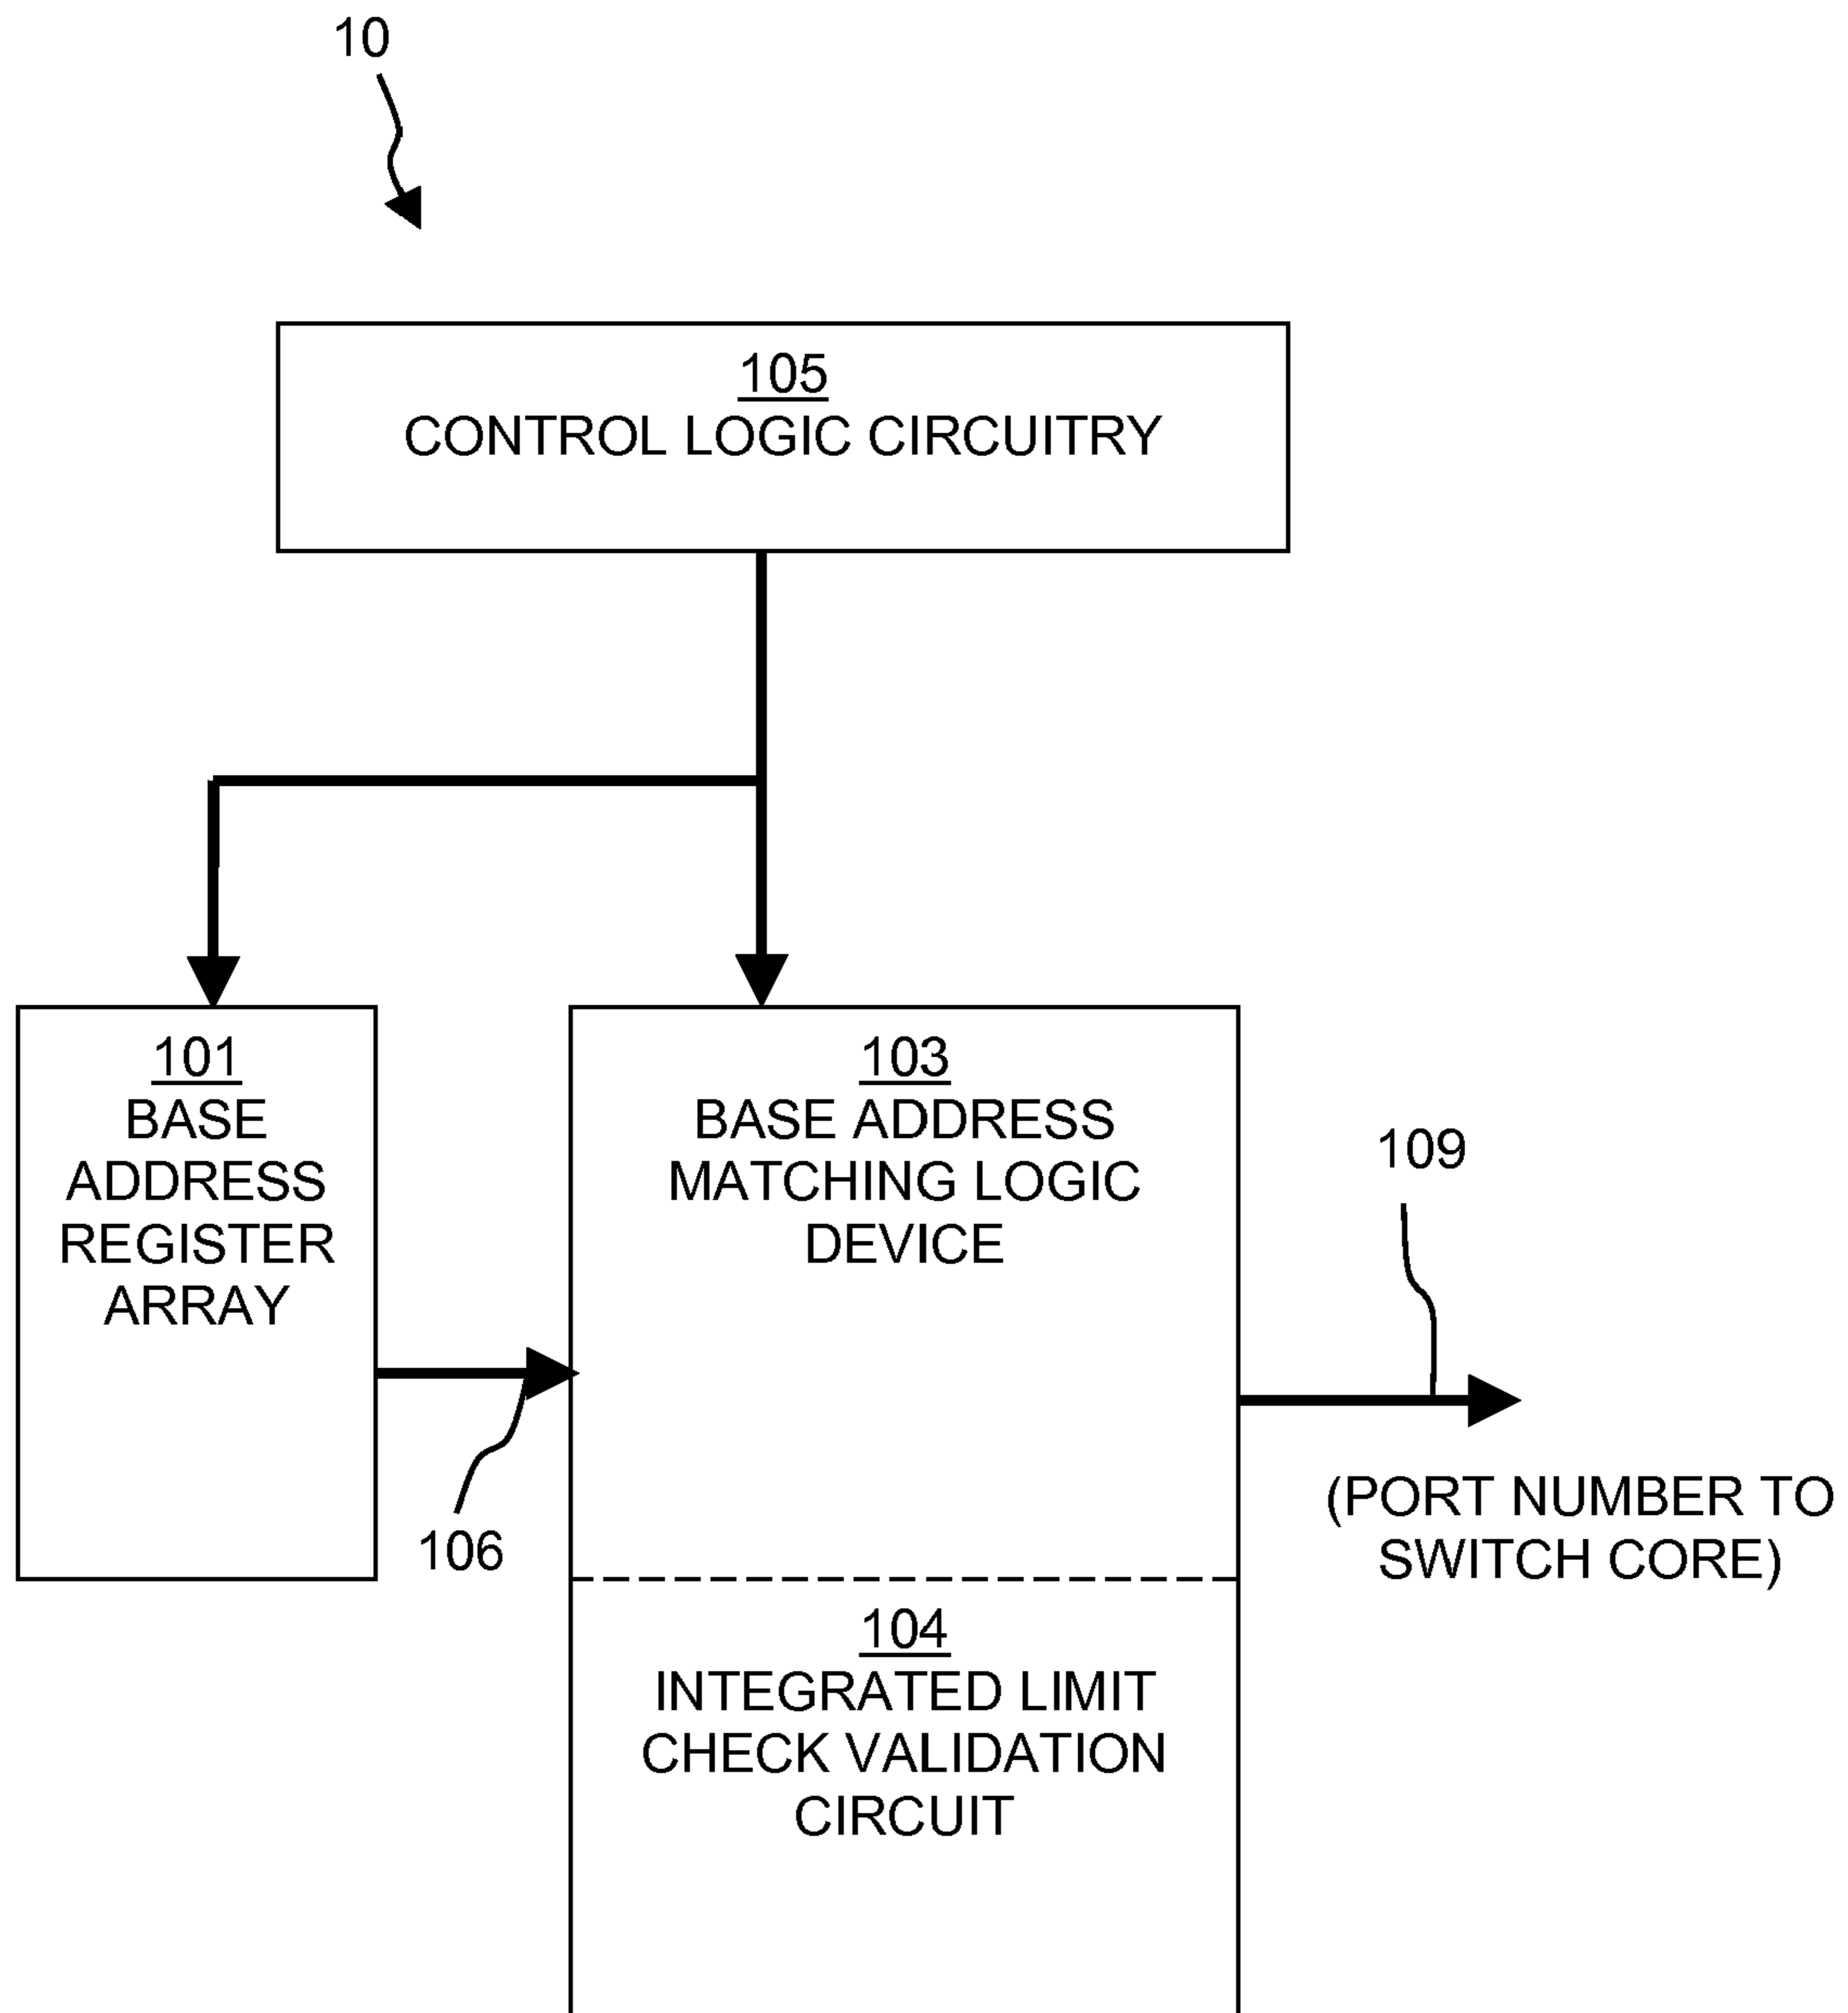 10
105
CONTROL LOGIC CIRCUITRY
101
BASE
ADDRESS
REGISTER
ARRAY
103
BASE ADDRESS
MATCHING LOGIC
DEVICE
109
106
(PORT NUMBER TO
SWITCH CORE)
104
INTEGRATED LIMIT
CHECK VALIDATION
CIRCUIT